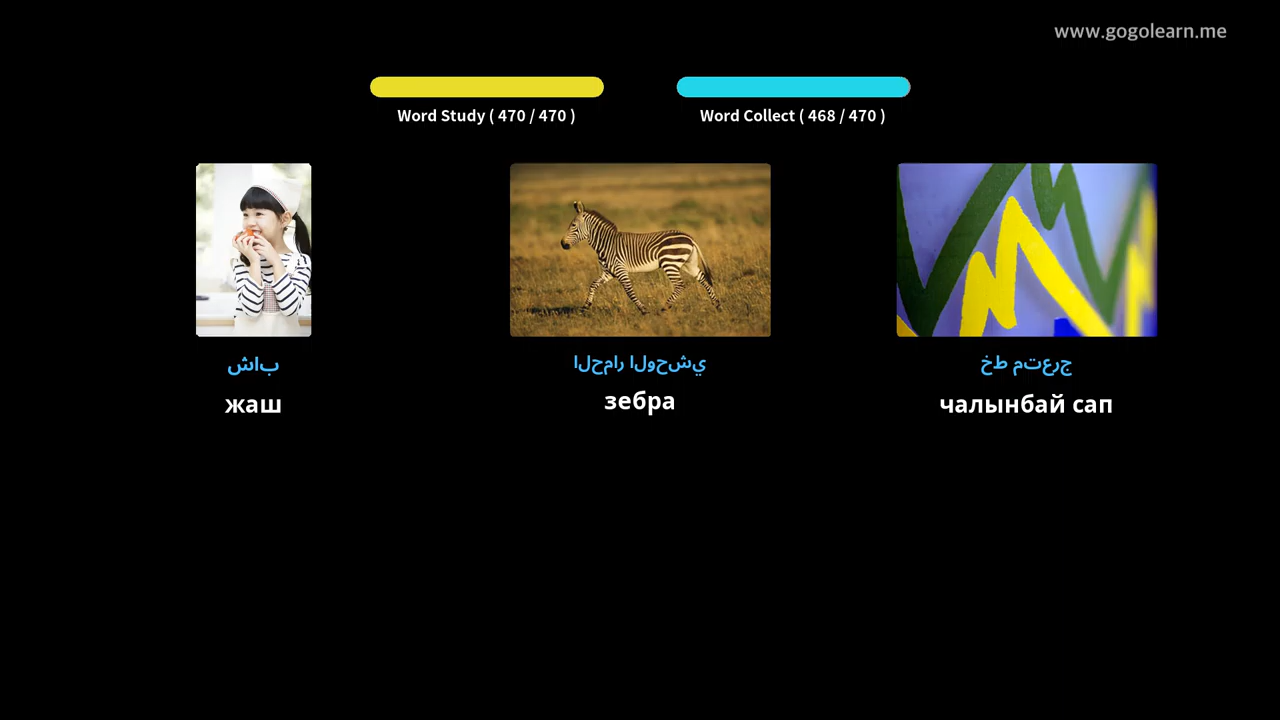 www.gogolearn.me
Word Study ( 470 / 470 )
Word Collect ( 468 / 470 )
شاب
الحمار الوحشي
خط متعرج
жаш
зебра
чалынбай сап